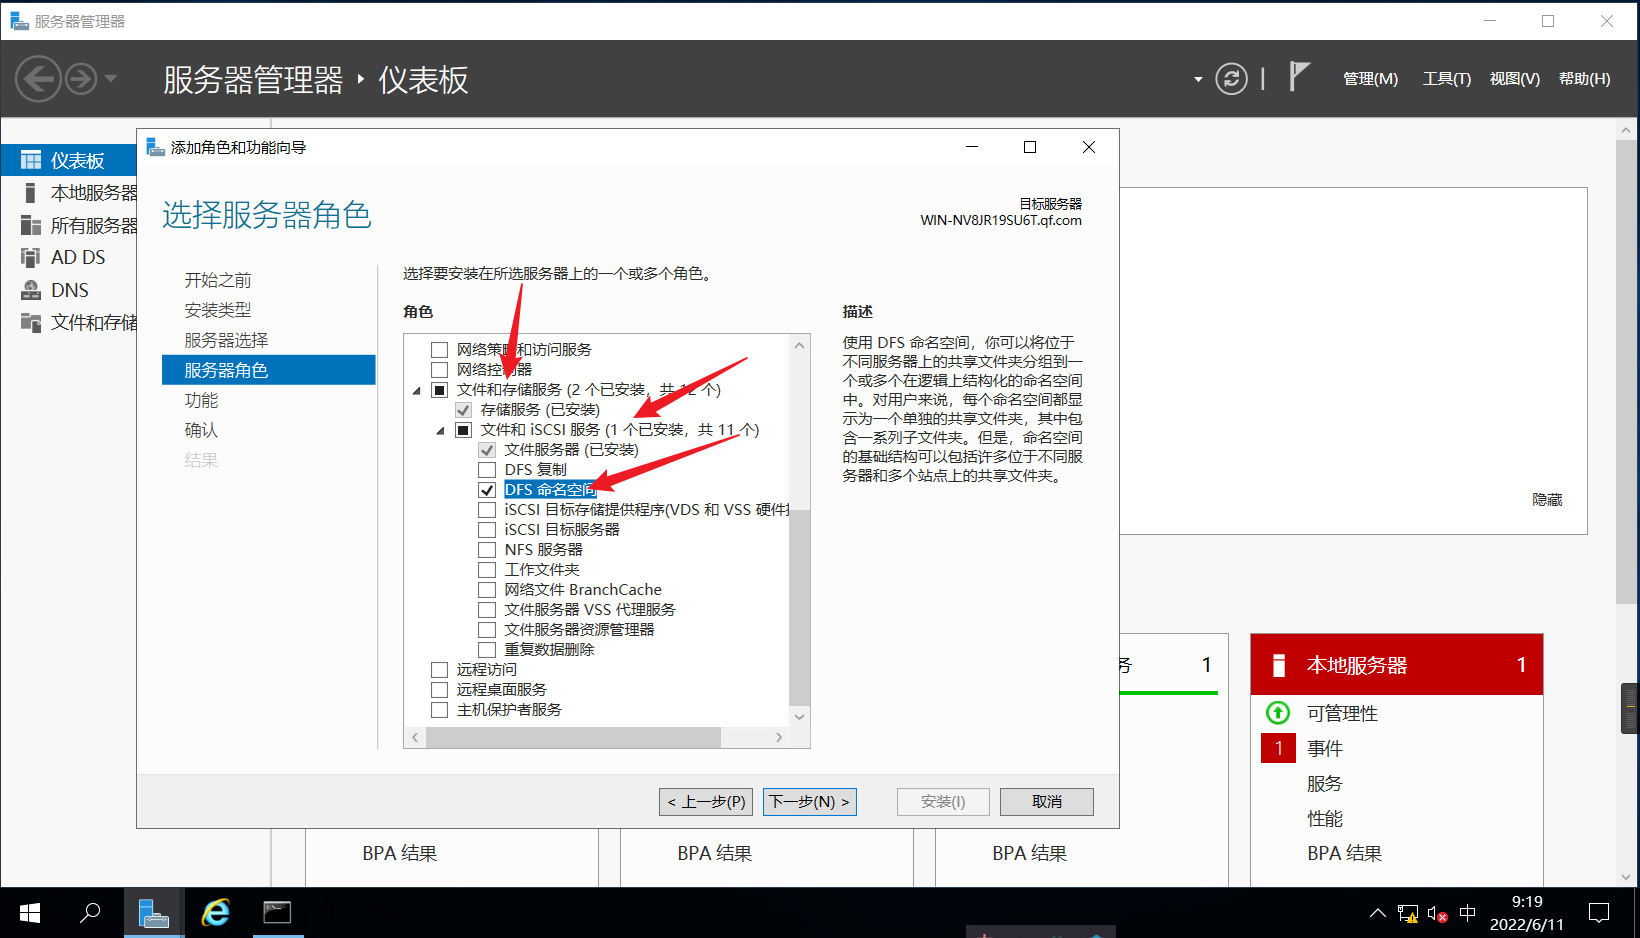 服务器管理器
服务器管理器 ‣ 仪表板
管理(M) 工具(T) 视图(V) 帮助(H)
仪表板
本地服务器
所有服务器
AD DS
DNS
文件和存储
添加角色和功能向导
选择服务器角色
目标服务器
WIN-NV8JR19SU6T.qf.com
开始之前
安装类型
服务器选择
服务器角色
功能
确认
结果
选择要安装在所选服务器上的一个或多个角色。
角色
网络策略和访问服务
网络控制器
文件和存储服务 (2 个已安装，共 12 个)
存储服务 (已安装)
文件和 iSCSI 服务 (1 个已安装，共 11 个)
文件服务器 (已安装)
DFS 复制
DFS 命名空间
iSCSI 目标存储提供程序(VDS 和 VSS 硬件
iSCSI 目标服务器
NFS 服务器
工作文件夹
网络文件 BranchCache
文件服务器 VSS 代理服务
文件服务器资源管理器
重复数据删除
远程访问
远程桌面服务
主机保护者服务
描述
使用 DFS 命名空间，你可以将位于
不同服务器上的共享文件夹分组到一
个或多个在逻辑上结构化的命名空间
中。对用户来说，每个命名空间都显
示为一个单独的共享文件夹，其中包
含一系列子文件夹。但是，命名空间
的基础结构可以包括许多位于不同服
务器和多个站点上的共享文件夹。
< 上一步(P) 下一步(N) > 安装(I) 取消
隐藏
务 1
本地服务器 1
可管理性
1 事件
服务
性能
BPA 结果
BPA 结果
BPA 结果
BPA 结果
中
9:19
2022/6/11